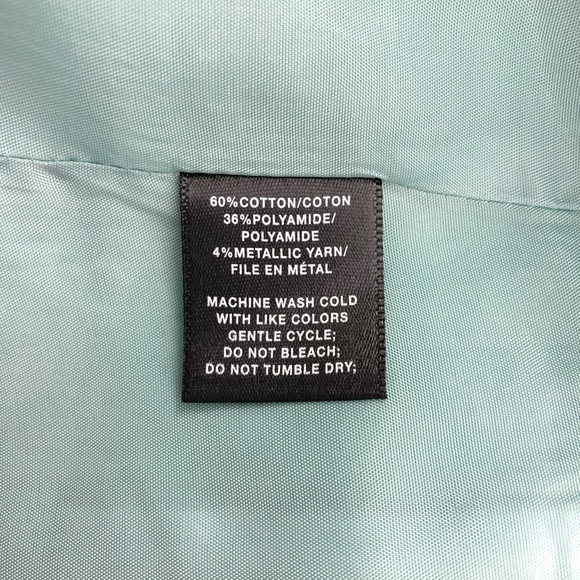 60%COTTON/COTON
36%POLYAMIDE/
POLYAMIDE
4%METALLIC YARN/
FILE EN MÉTAL
MACHINE WASH COLD
WITH LIKE COLORS
GENTLE CYCLE;
DO NOT BLEACH;
DO NOT TUMBLE DRY;